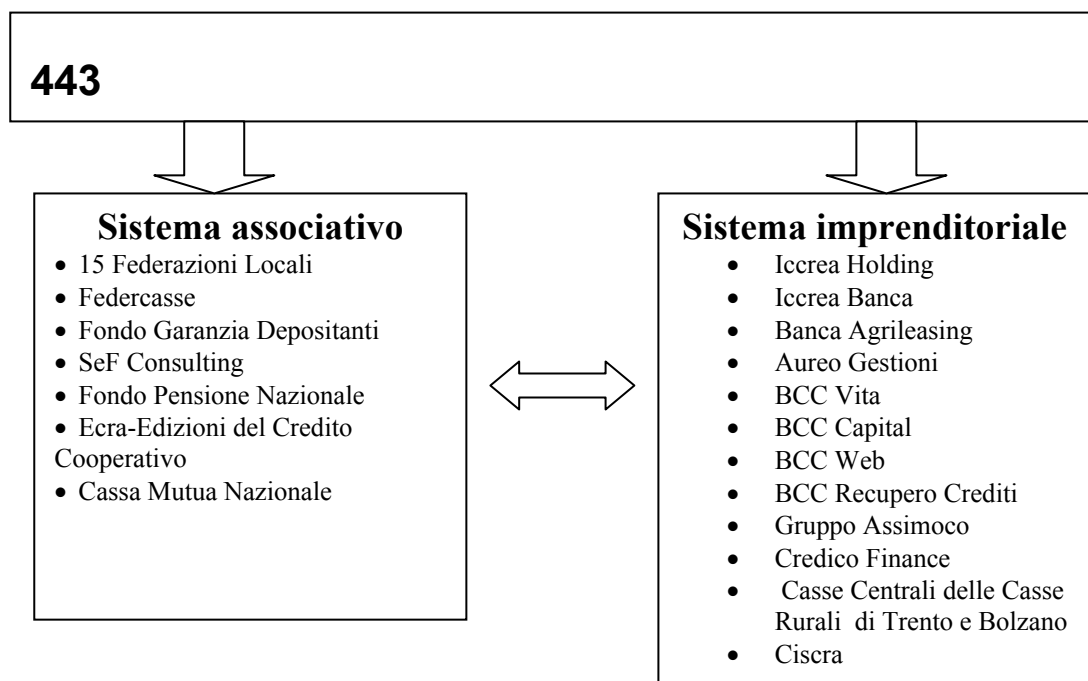 443
Sistema associativo
• 15 Federazioni Locali
• Federcasse
• Fondo Garanzia Depositanti
• SeF Consulting
• Fondo Pensione Nazionale
• Ecra-Edizioni del Credito
Cooperativo
• Cassa Mutua Nazionale
Sistema imprenditoriale
• Iccrea Holding
• Iccrea Banca
• Banca Agrileasing
• Aureo Gestioni
• BCC Vita
• BCC Capital
• BCC Web
• BCC Recupero Crediti
• Gruppo Assimoco
• Credico Finance
• Casse Centrali delle Casse
Rurali di Trento e Bolzano
• Ciscra